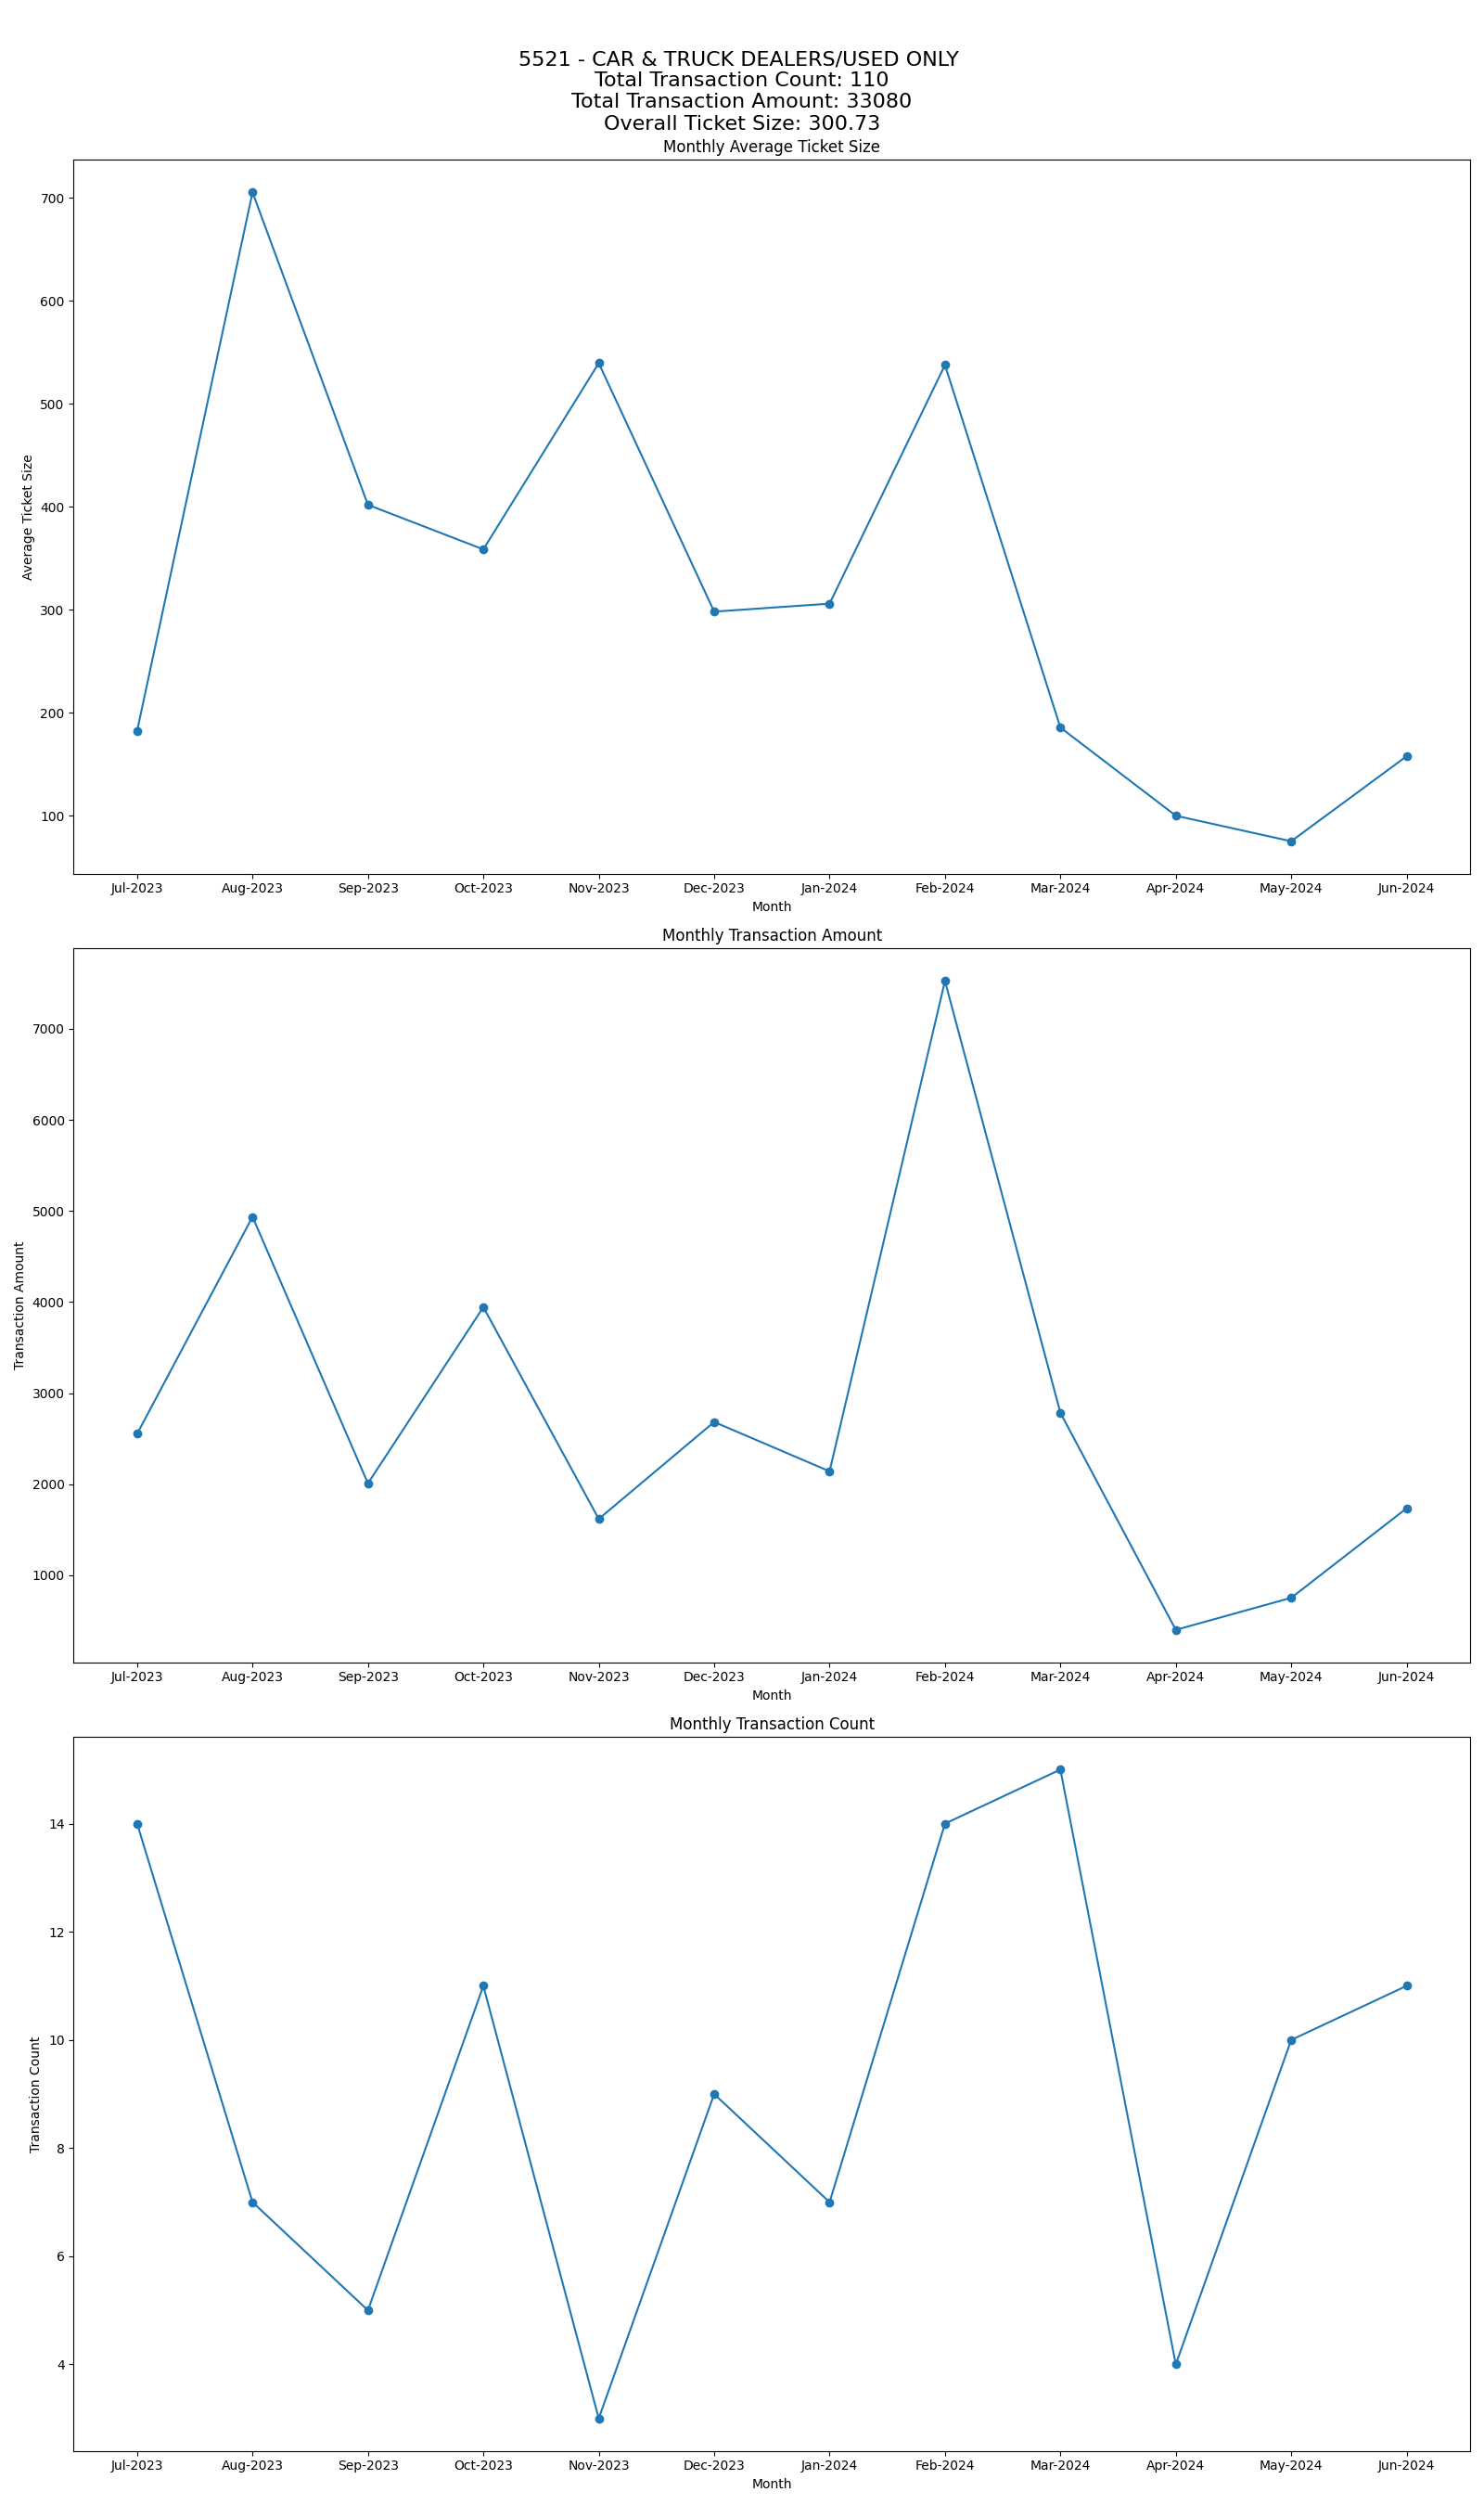 5521 - CAR & TRUCK DEALERS/USED ONLY
Total Transaction Count: 110
Total Transaction Amount: 33080
Overall Ticket Size: 300.73
Monthly Average Ticket Size
Average Ticket Size
700
600
500
400
300
200
100
Jul-2023 Aug-2023 Sep-2023 Oct-2023 Nov-2023 Dec-2023 Jan-2024 Feb-2024 Mar-2024 Apr-2024 May-2024 Jun-2024
Month
Monthly Transaction Amount
Transaction Amount
7000
6000
5000
4000
3000
2000
1000
Jul-2023 Aug-2023 Sep-2023 Oct-2023 Nov-2023 Dec-2023 Jan-2024 Feb-2024 Mar-2024 Apr-2024 May-2024 Jun-2024
Month
Monthly Transaction Count
Transaction Count
14
12
10
8
6
4
Jul-2023 Aug-2023 Sep-2023 Oct-2023 Nov-2023 Dec-2023 Jan-2024 Feb-2024 Mar-2024 Apr-2024 May-2024 Jun-2024
Month